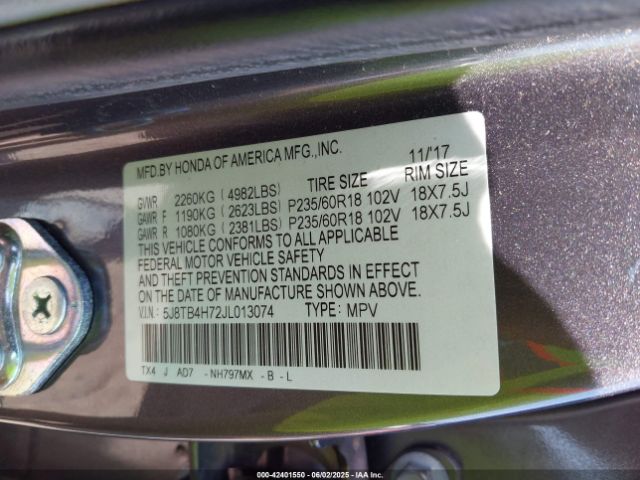 MFD.BY HONDA OF AMERICA MFG.,INC. 11/'17
TIRE SIZE RIM SIZE
GVWR 2260KG ( 4982LBS)
GAWR F 1190KG ( 2623LBS) P235/60R18 102V 18X7.5J
GAWR R 1080KG ( 2381LBS) P235/60R18 102V 18X7.5J
THIS VEHICLE CONFORMS TO ALL APPLICABLE
FEDERAL MOTOR VEHICLE SAFETY
AND THEFT PREVENTION STANDARDS IN EFFECT
ON THE DATE OF MANUFACTURE SHOWN ABOVE.
V.I.N.: 5J8TB4H72JL013074 TYPE: MPV
TX4 J AD7 -NH797MX -B-L
000-42401550 | 06/02/2025 - IAAI.COM